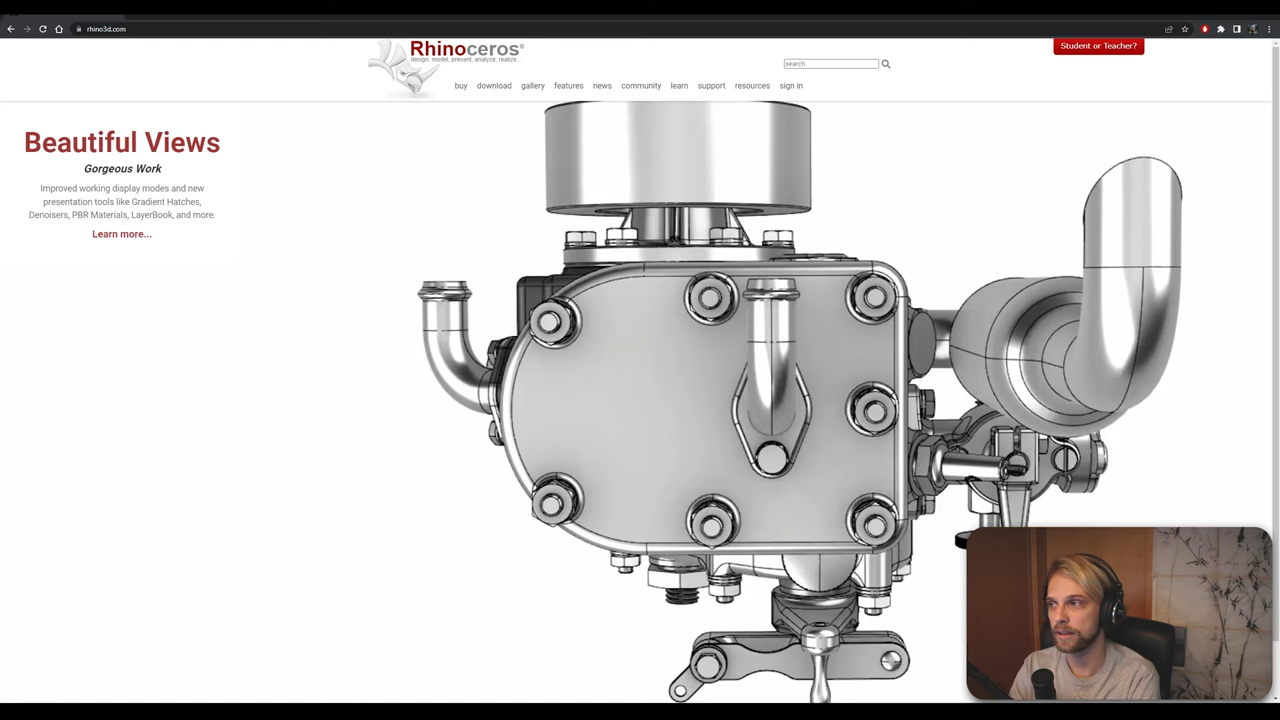 rhino3d.com
Rhinoceros®
design, model, present, analyze, realize...
Student or Teacher?
search
buy download gallery features news community learn support resources sign in
Beautiful Views
Gorgeous Work
Improved working display modes and new
presentation tools like Gradient Hatches,
Denoisers, PBR Materials, LayerBook, and more.
Learn more...